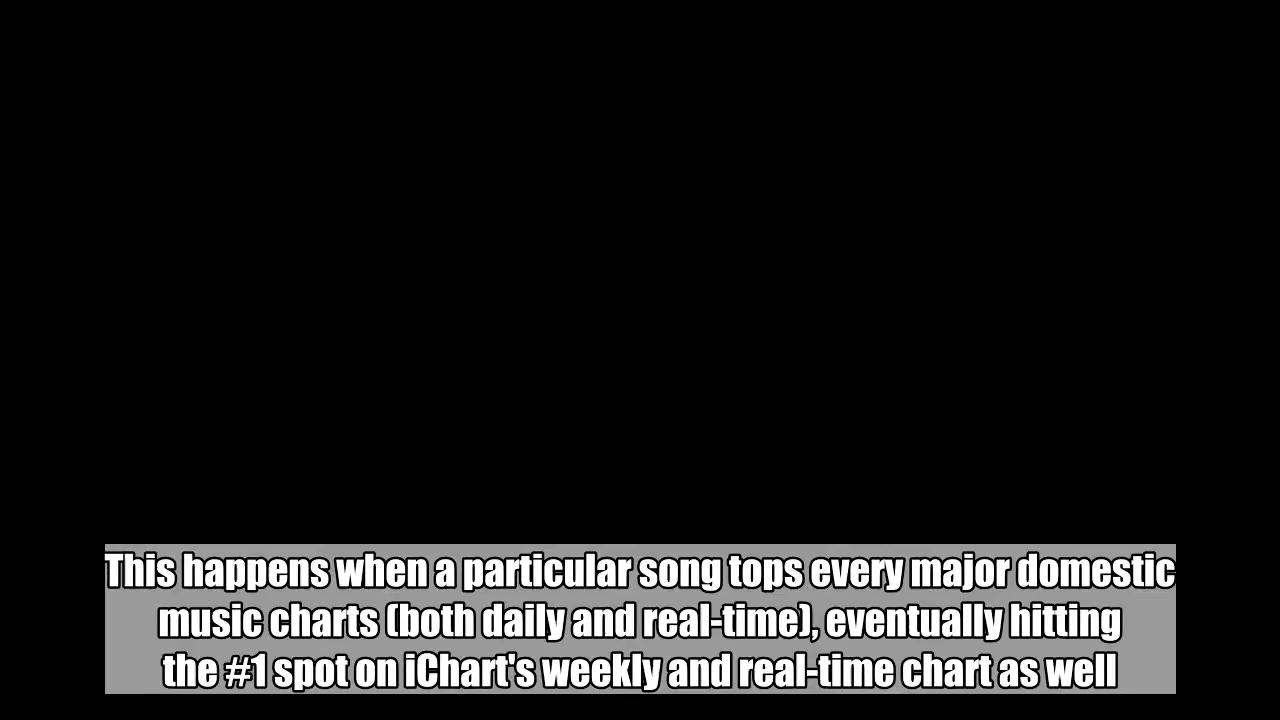 This happens when a particular song tops every major domestic
music charts (both daily and real-time), eventually hitting
the #1 spot on iChart's weekly and real-time chart as well